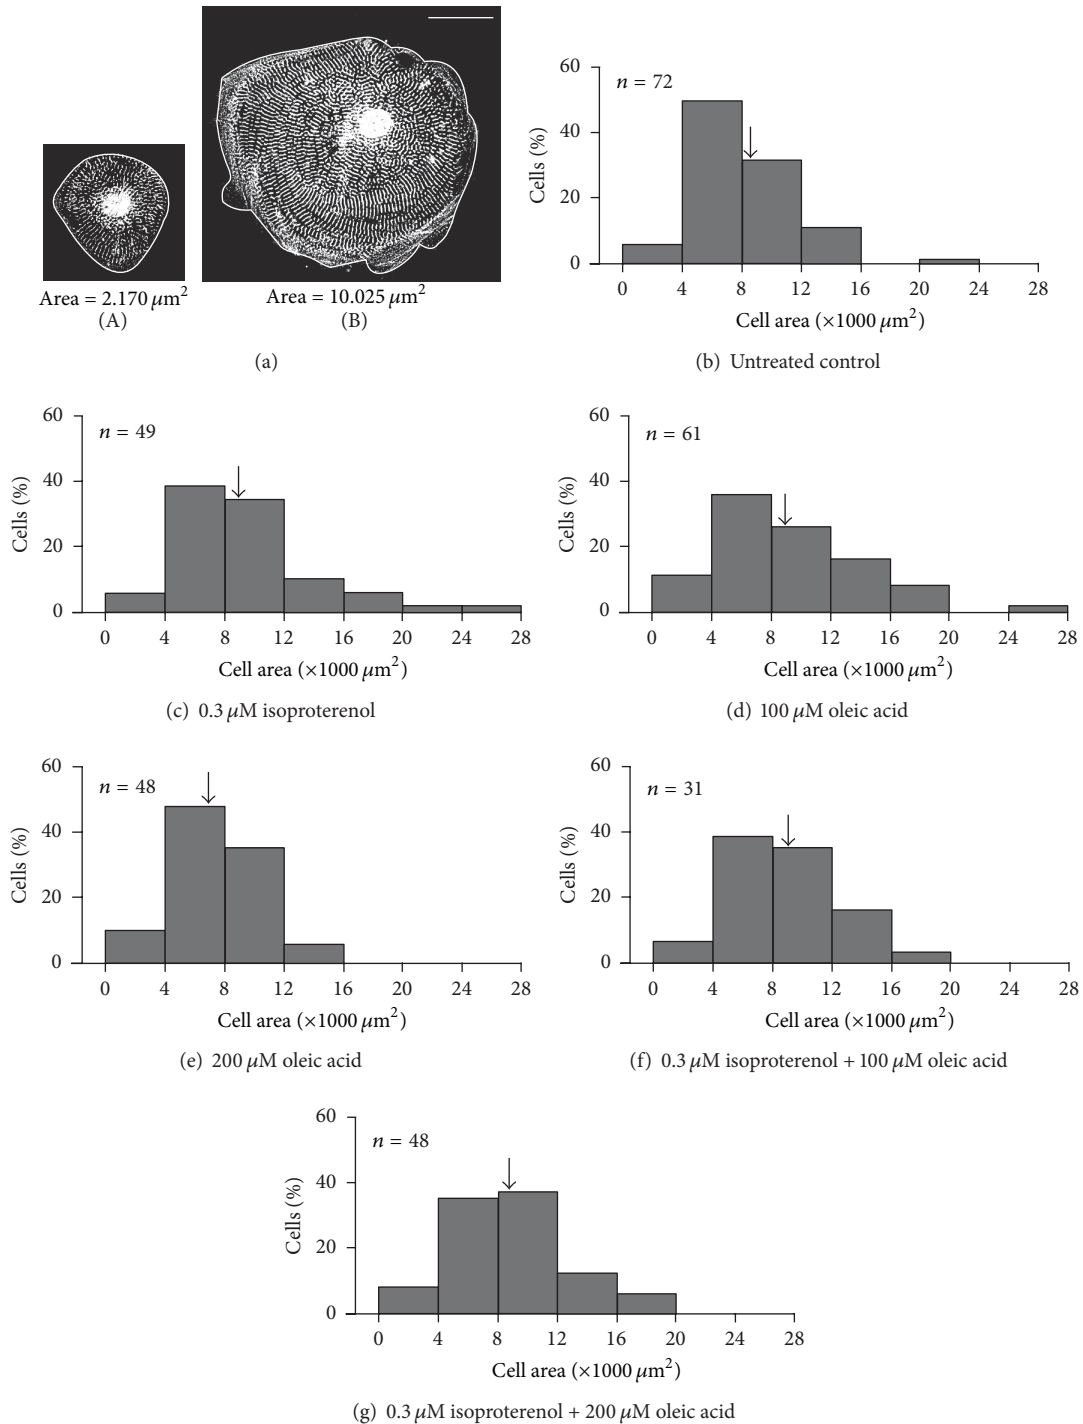 Area = 2.170 μm²
(A)
Area = 10.025 μm²
(B)
(a)
60
40
20
0
Cells (%)
n = 72
0 4 8 12 16 20 24 28
Cell area (×1000 μm²)
(b) Untreated control
60
40
20
0
Cells (%)
n = 49
0 4 8 12 16 20 24 28
Cell area (×1000 μm²)
(c) 0.3 μM isoproterenol
60
40
20
0
Cells (%)
n = 61
0 4 8 12 16 20 24 28
Cell area (×1000 μm²)
(d) 100 μM oleic acid
60
40
20
0
Cells (%)
n = 48
0 4 8 12 16 20 24 28
Cell area (×1000 μm²)
(e) 200 μM oleic acid
60
40
20
0
Cells (%)
n = 31
0 4 8 12 16 20 24 28
Cell area (×1000 μm²)
(f) 0.3 μM isoproterenol + 100 μM oleic acid
60
40
20
0
Cells (%)
n = 48
0 4 8 12 16 20 24 28
Cell area (×1000 μm²)
(g) 0.3 μM isoproterenol + 200 μM oleic acid